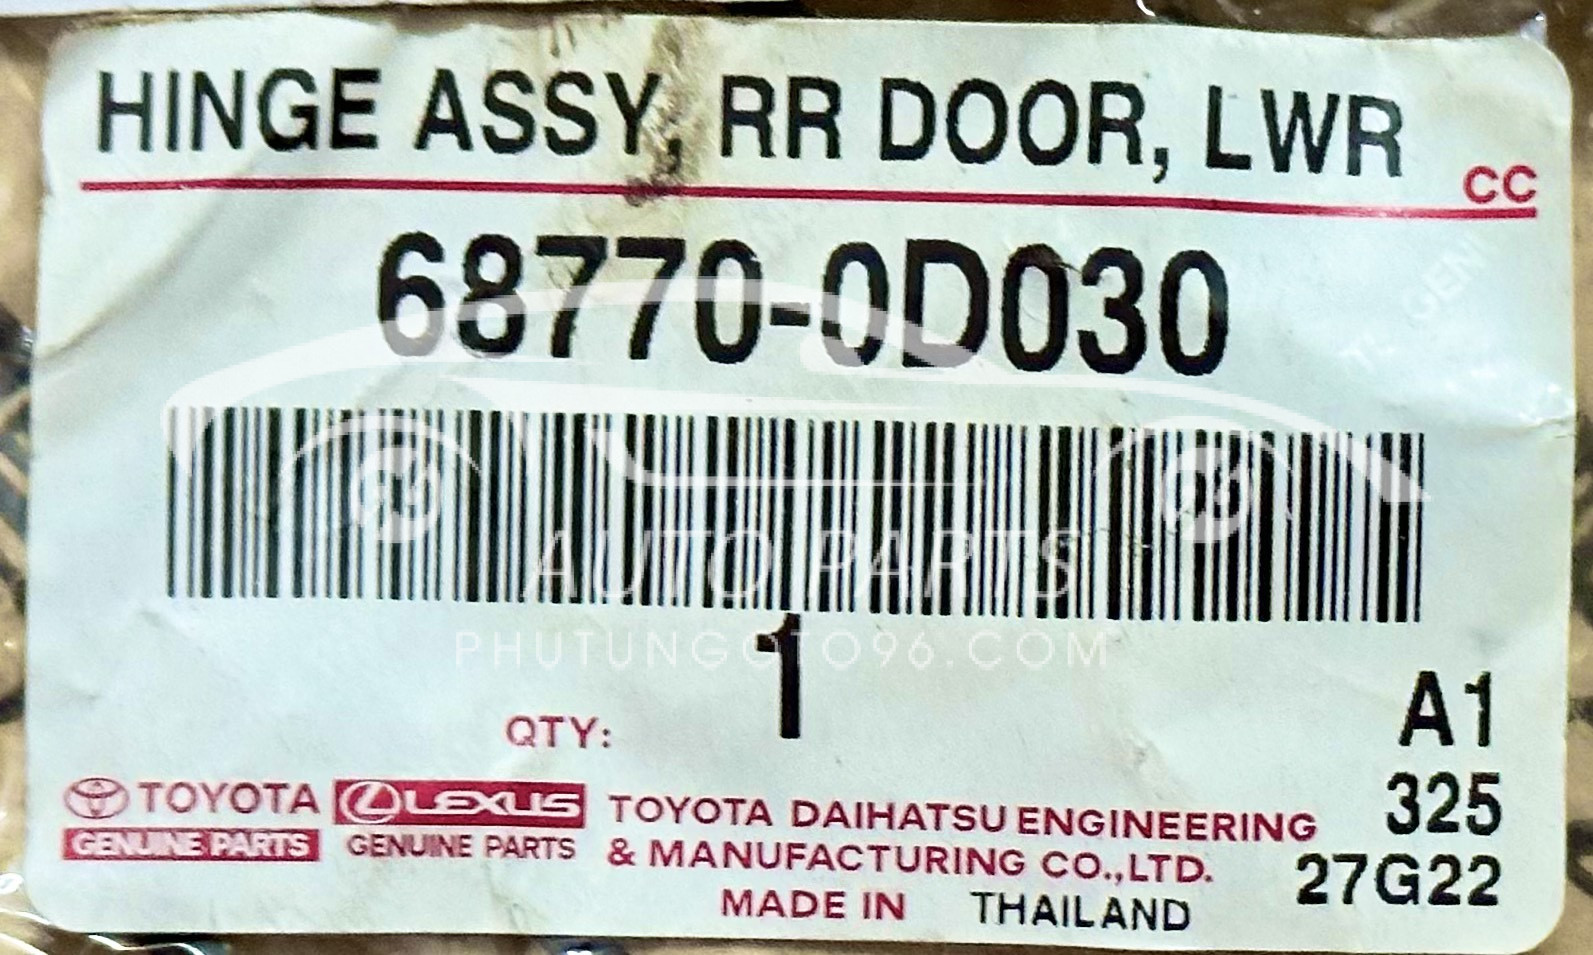 HINGE ASSY, RR DOOR, LWR
CC
68770-0D030
AUTO PARTS
PHUTUNGOTO96.COM
QTY: 1
A1
325
27G22
TOYOTA
GENUINE PARTS
LEXUS
GENUINE PARTS
TOYOTA DAIHATSU ENGINEERING
& MANUFACTURING CO.,LTD.
MADE IN THAILAND